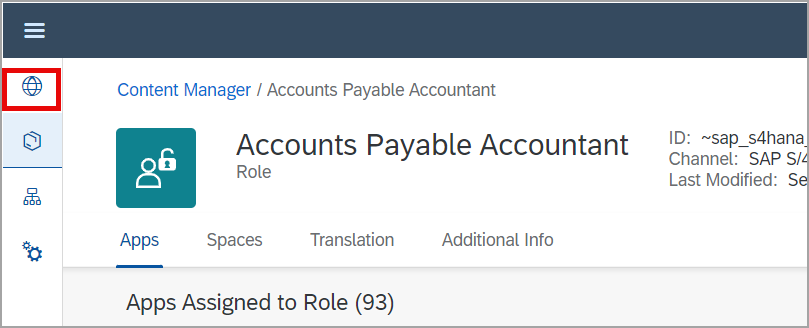 Content Manager / Accounts Payable Accountant
Accounts Payable Accountant
Role
ID: ~sap_s4hana_
Channel: SAP S/4
Last Modified: Se
Apps Spaces Translation Additional Info
Apps Assigned to Role (93)